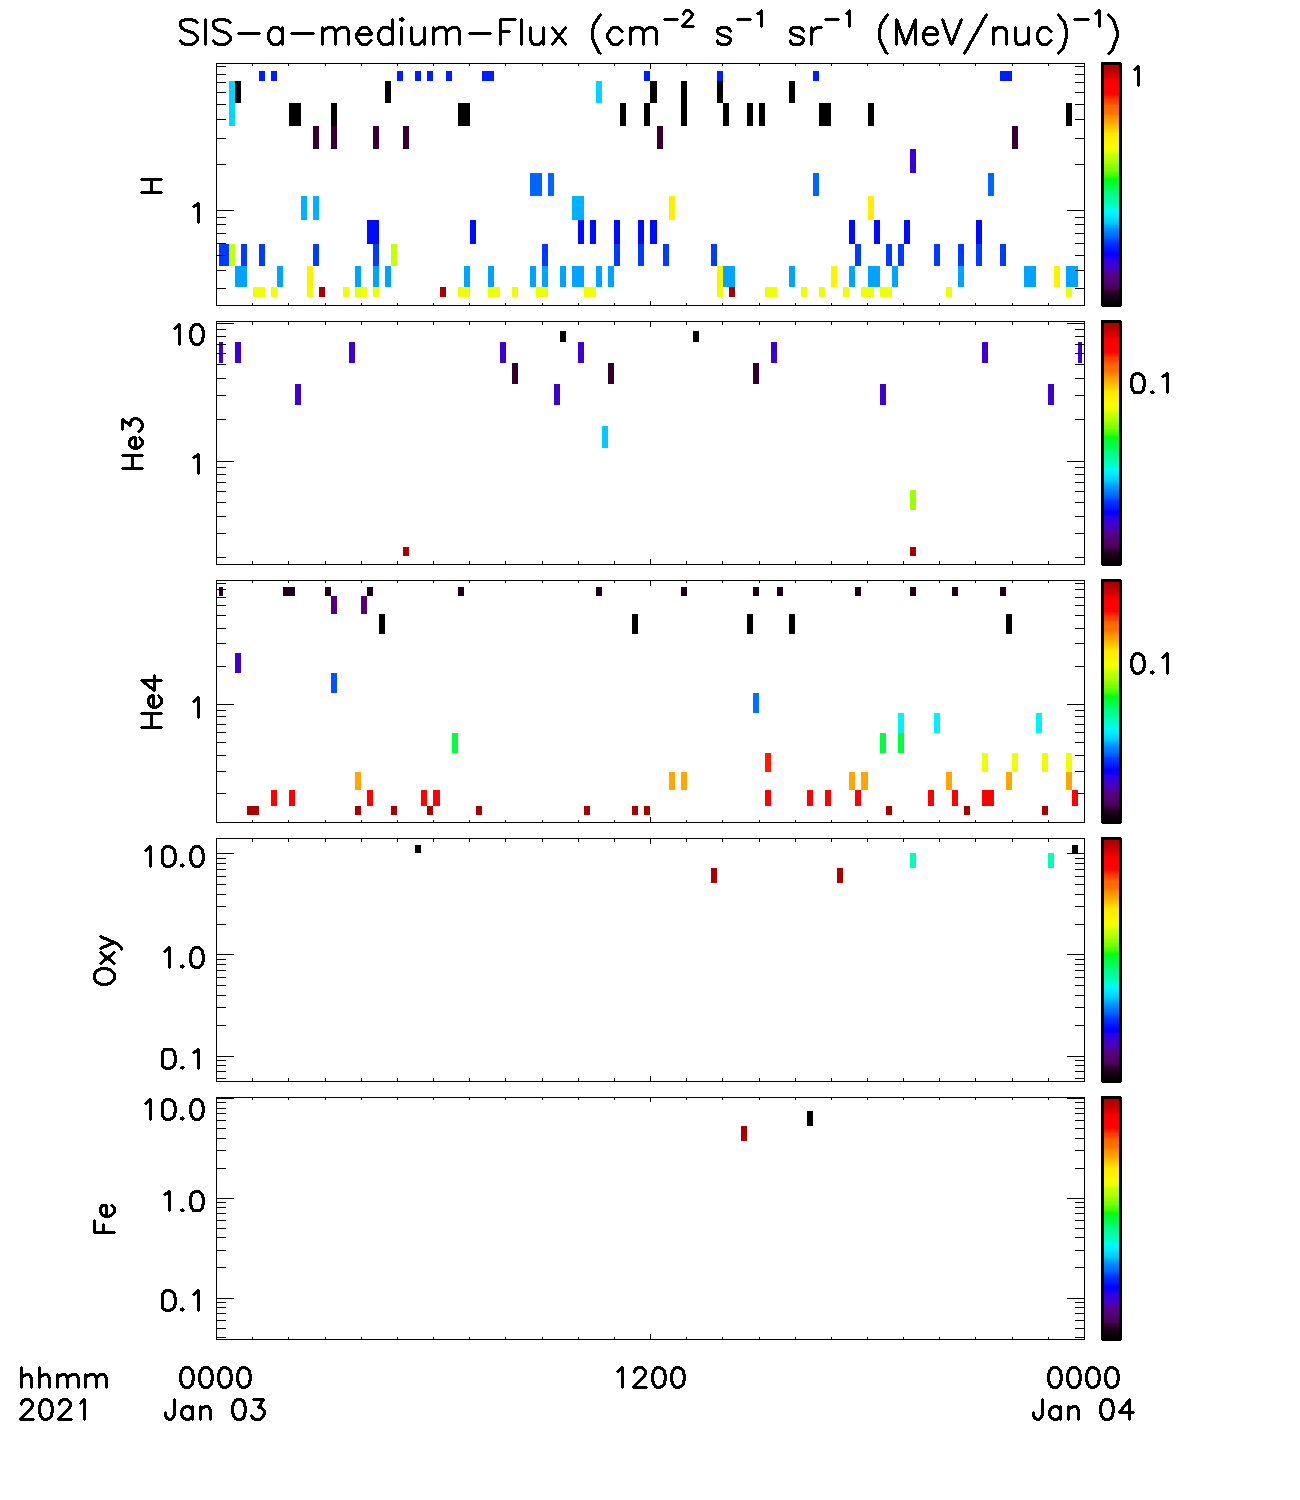 SIS-a-medium-Flux (cm⁻² s⁻¹ sr⁻¹ (MeV/nuc)⁻¹)
H
1
1
He3
10
1
0.1
He4
1
0.1
Oxy
10.0
1.0
0.1
Fe
10.0
1.0
0.1
hhmm 0000 1200 0000
2021 Jan 03 Jan 04